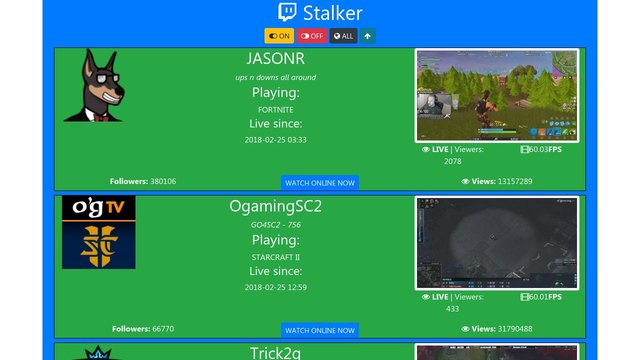 Stalker
ON OFF ALL
JASONR
ups n downs all around
Playing:
FORTNITE
Live since:
2018-02-25 03:33
LIVE | Viewers: 2078
60.03FPS
Followers: 380106
WATCH ONLINE NOW
Views: 13157289
o'g TV
SC
OgamingSC2
GO4SC2 - 756
Playing:
STARCRAFT II
Live since:
2018-02-25 12:59
LIVE | Viewers: 433
60.01FPS
Followers: 66770
WATCH ONLINE NOW
Views: 31790488
Trick2g